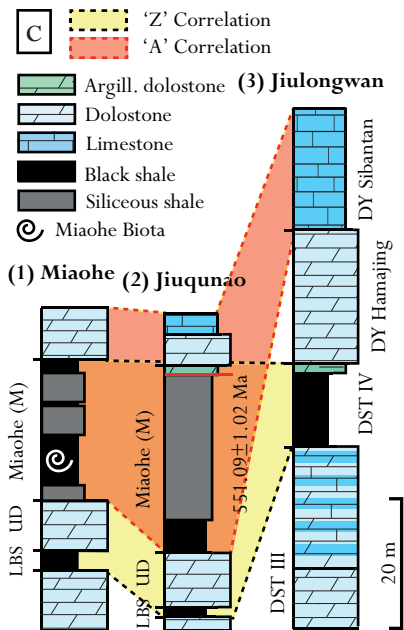 C
'Z' Correlation
'A' Correlation
Argill. dolostone
Dolostone
Limestone
Black shale
Siliceous shale
Miaohe Biota
(3) Jiulongwan
(1) Miaohe
(2) Jiuqunao
Miaohe (M)
UD
LBS
Miaohe (M)
UD
LBS
551.09±1.02 Ma
DY Sibantan
DY Hamajing
DST IV
DST III
20 m